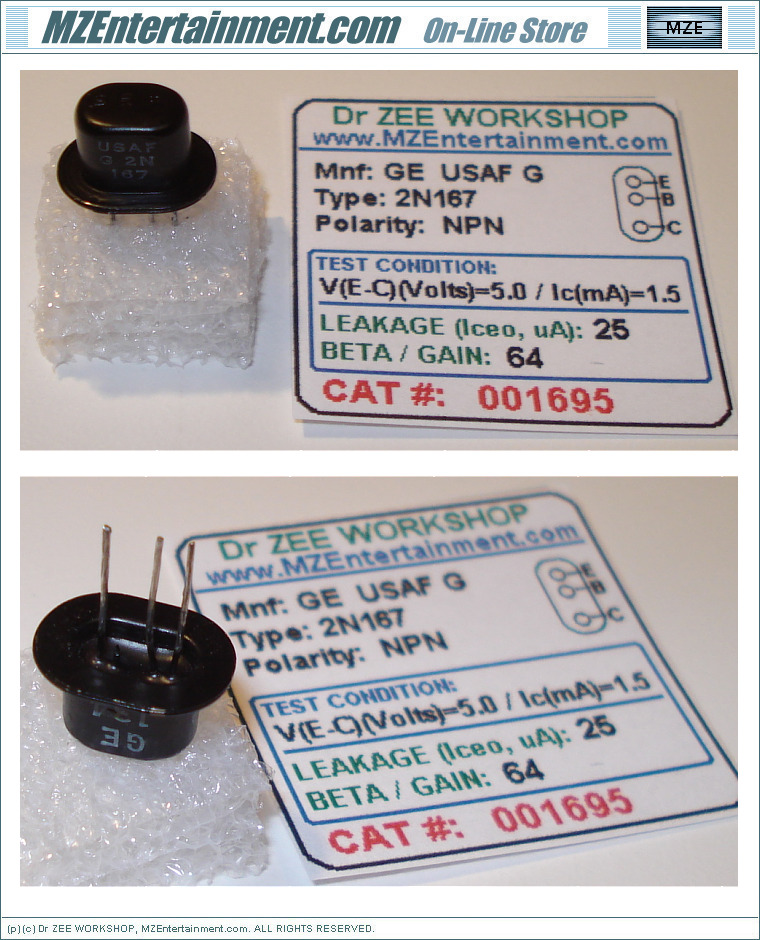 MZEntertainment.com On-Line Store MZE
USAF
G 2N
167
Dr ZEE WORKSHOP
www.MZEntertainment.com
Mnf: GE USAF G
Type: 2N167
Polarity: NPN
E
B
C
TEST CONDITION:
V(E-C)(Volts)=5.0 / Ic(mA)=1.5
LEAKAGE (Iceo, uA): 25
BETA / GAIN: 64
CAT #: 001695
Dr ZEE WORKSHOP
www.MZEntertainment.com
Mnf: GE USAF G
Type: 2N167
Polarity: NPN
E
B
C
TEST CONDITION:
V(E-C)(Volts)=5.0 / Ic(mA)=1.5
LEAKAGE (Iceo, uA): 25
BETA / GAIN: 64
CAT #: 001695
GE
(p)(c) Dr ZEE WORKSHOP, MZEntertainment.com. ALL RIGHTS RESERVED.